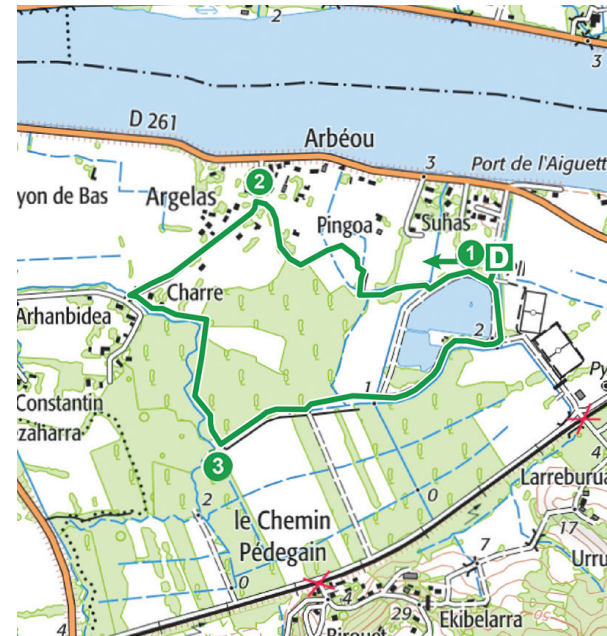 3
D 261
Arbéou
2
3
Port de l'Aiguett
yon de Bas
Argelas
Pingoa
Suhas
1
D
Charre
Arhanbidea
2
Constantin
zaharra
1
3
2
0
4
Larreburua
le Chemin
Pédegain
17
7
Urru
0
4
29
Ekibelarra
4